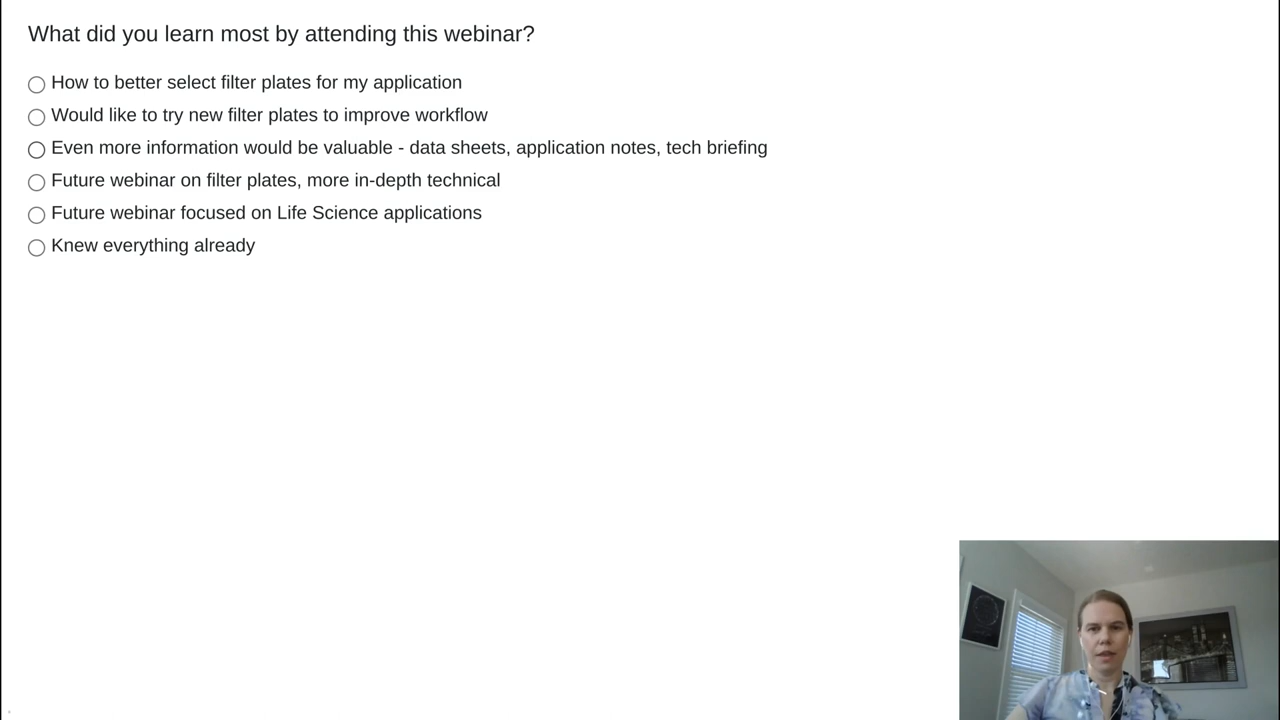 What did you learn most by attending this webinar?
How to better select filter plates for my application
Would like to try new filter plates to improve workflow
Even more information would be valuable - data sheets, application notes, tech briefing
Future webinar on filter plates, more in-depth technical
Future webinar focused on Life Science applications
Knew everything already